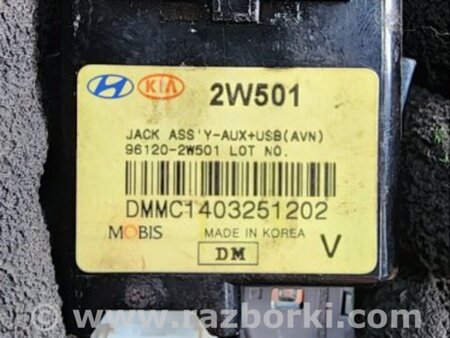 HYUNDAI KIA 2W501
JACK ASS'Y-AUX+USB(AVN)
96120-2W501 LOT NO.
DMMC1403251202
MOBIS MADE IN KOREA
DM V
© www.razborki.com